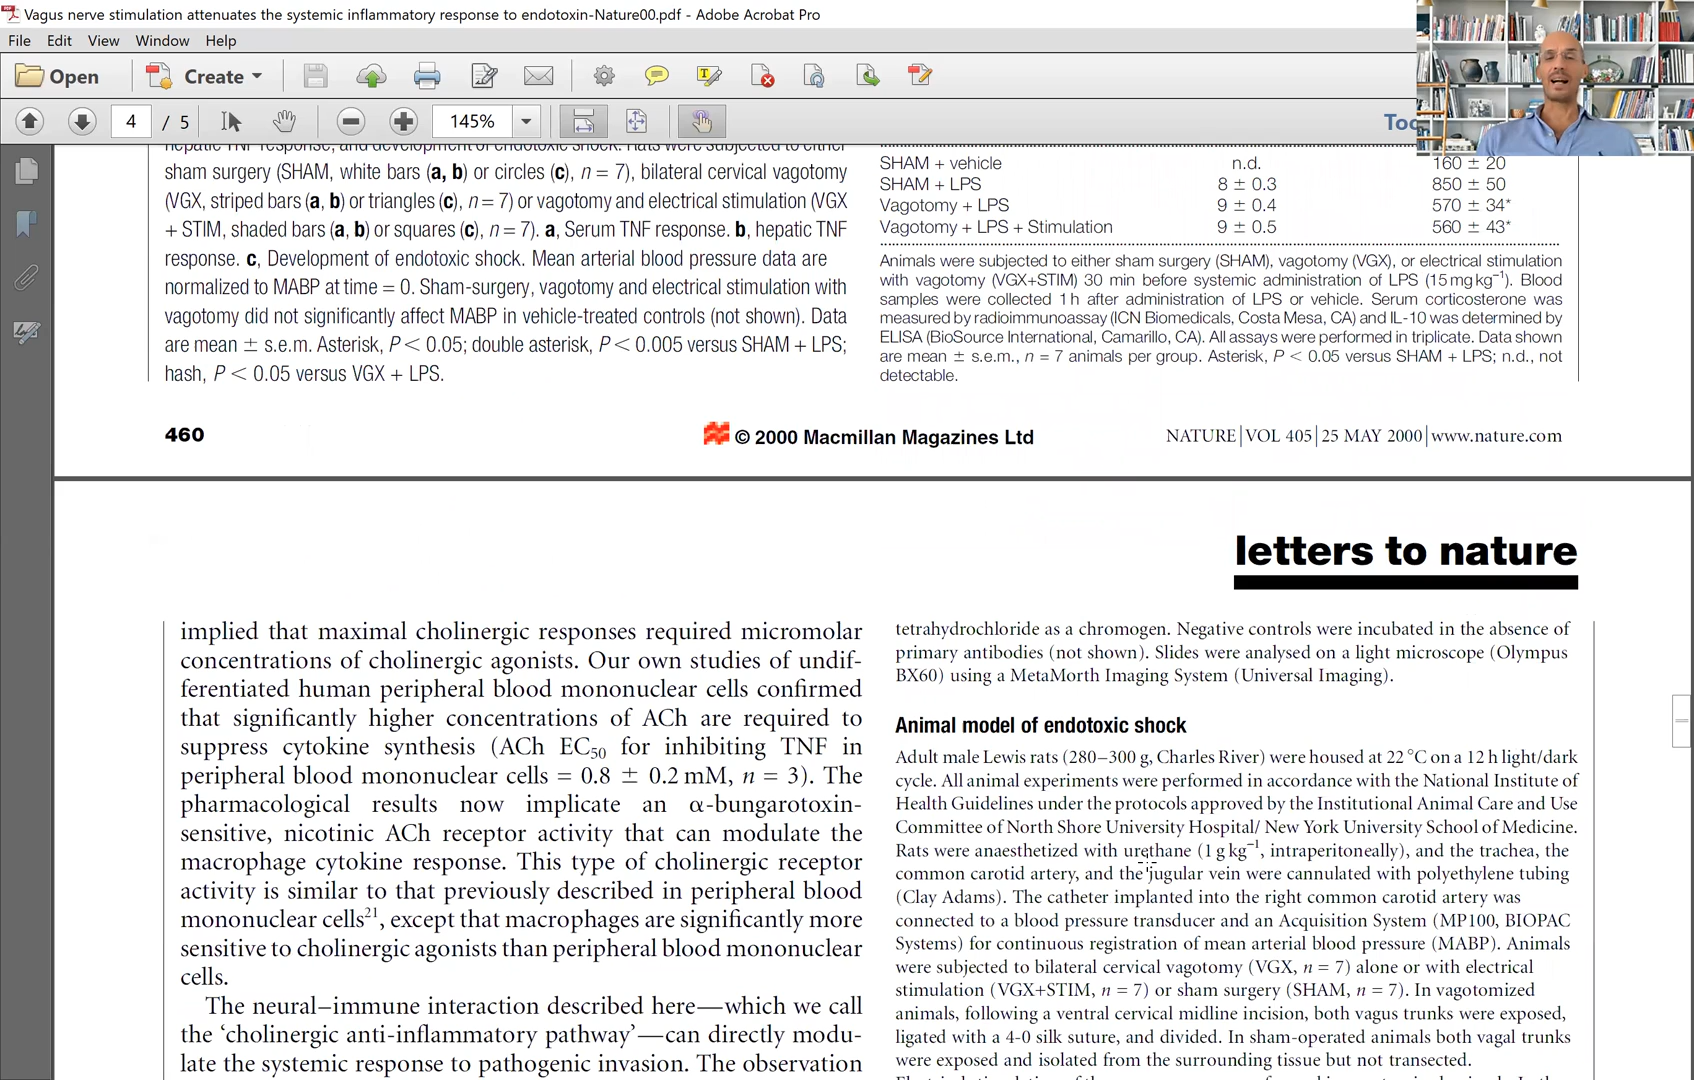 Vagus nerve stimulation attenuates the systemic inflammatory response to endotoxin-Nature00.pdf - Adobe Acrobat Pro
File Edit View Window Help
Open Create
4 / 5 145%
hepatic TNF response, and development of endotoxic shock. Rats were subjected to either
sham surgery (SHAM, white bars (a, b) or circles (c), n = 7), bilateral cervical vagotomy
(VGX, striped bars (a, b) or triangles (c), n = 7) or vagotomy and electrical stimulation (VGX
+ STIM, shaded bars (a, b) or squares (c), n = 7). a, Serum TNF response. b, hepatic TNF
response. c, Development of endotoxic shock. Mean arterial blood pressure data are
normalized to MABP at time = 0. Sham-surgery, vagotomy and electrical stimulation with
vagotomy did not significantly affect MABP in vehicle-treated controls (not shown). Data
are mean ± s.e.m. Asterisk, P < 0.05; double asterisk, P < 0.005 versus SHAM + LPS;
hash, P < 0.05 versus VGX + LPS.
SHAM + vehicle n.d. 160 ± 20
SHAM + LPS 8 ± 0.3 850 ± 50
Vagotomy + LPS 9 ± 0.4 570 ± 34*
Vagotomy + LPS + Stimulation 9 ± 0.5 560 ± 43*
Animals were subjected to either sham surgery (SHAM), vagotomy (VGX), or electrical stimulation
with vagotomy (VGX+STIM) 30 min before systemic administration of LPS (15 mg kg⁻¹). Blood
samples were collected 1 h after administration of LPS or vehicle. Serum corticosterone was
measured by radioimmunoassay (ICN Biomedicals, Costa Mesa, CA) and IL-10 was determined by
ELISA (BioSource International, Camarillo, CA). All assays were performed in triplicate. Data shown
are mean ± s.e.m., n = 7 animals per group. Asterisk, P < 0.05 versus SHAM + LPS; n.d., not
detectable.
460 © 2000 Macmillan Magazines Ltd NATURE|VOL 405|25 MAY 2000|www.nature.com
letters to nature
implied that maximal cholinergic responses required micromolar
concentrations of cholinergic agonists. Our own studies of undif-
ferentiated human peripheral blood mononuclear cells confirmed
that significantly higher concentrations of ACh are required to
suppress cytokine synthesis (ACh EC₅₀ for inhibiting TNF in
peripheral blood mononuclear cells = 0.8 ± 0.2 mM, n = 3). The
pharmacological results now implicate an α-bungarotoxin-
sensitive, nicotinic ACh receptor activity that can modulate the
macrophage cytokine response. This type of cholinergic receptor
activity is similar to that previously described in peripheral blood
mononuclear cells²¹, except that macrophages are significantly more
sensitive to cholinergic agonists than peripheral blood mononuclear
cells.
The neural–immune interaction described here—which we call
the ‘cholinergic anti-inflammatory pathway’—can directly modu-
late the systemic response to pathogenic invasion. The observation
tetrahydrochloride as a chromogen. Negative controls were incubated in the absence of
primary antibodies (not shown). Slides were analysed on a light microscope (Olympus
BX60) using a MetaMorth Imaging System (Universal Imaging).
Animal model of endotoxic shock
Adult male Lewis rats (280–300 g, Charles River) were housed at 22 °C on a 12 h light/dark
cycle. All animal experiments were performed in accordance with the National Institute of
Health Guidelines under the protocols approved by the Institutional Animal Care and Use
Committee of North Shore University Hospital/ New York University School of Medicine.
Rats were anaesthetized with urethane (1 g kg⁻¹, intraperitoneally), and the trachea, the
common carotid artery, and the jugular vein were cannulated with polyethylene tubing
(Clay Adams). The catheter implanted into the right common carotid artery was
connected to a blood pressure transducer and an Acquisition System (MP100, BIOPAC
Systems) for continuous registration of mean arterial blood pressure (MABP). Animals
were subjected to bilateral cervical vagotomy (VGX, n = 7) alone or with electrical
stimulation (VGX+STIM, n = 7) or sham surgery (SHAM, n = 7). In vagotomized
animals, following a ventral cervical midline incision, both vagus trunks were exposed,
ligated with a 4-0 silk suture, and divided. In sham-operated animals both vagal trunks
were exposed and isolated from the surrounding tissue but not transected.